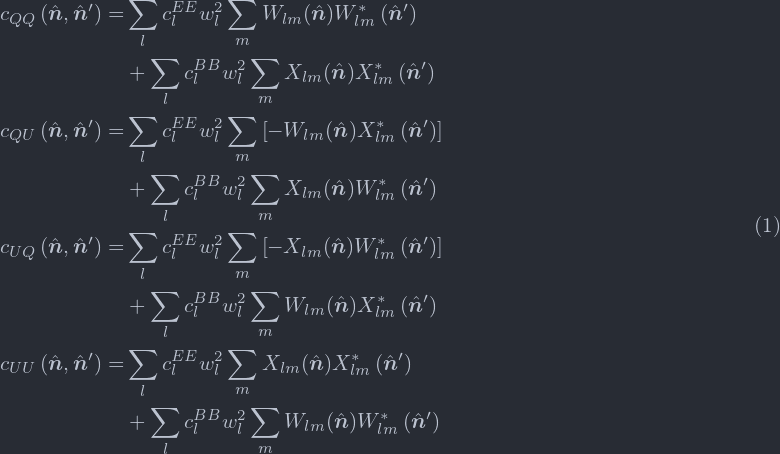 c_{QQ}(\hat{n}, \hat{n}') = \sum_l c_l^{EE} w_l^2 \sum_m W_{lm}(\hat{n}) W_{lm}^*(\hat{n}')
+ \sum_l c_l^{BB} w_l^2 \sum_m X_{lm}(\hat{n}) X_{lm}^*(\hat{n}')
c_{QU}(\hat{n}, \hat{n}') = \sum_l c_l^{EE} w_l^2 \sum_m [-W_{lm}(\hat{n}) X_{lm}^*(\hat{n}')]
+ \sum_l c_l^{BB} w_l^2 \sum_m X_{lm}(\hat{n}) W_{lm}^*(\hat{n}')
(1)
c_{UQ}(\hat{n}, \hat{n}') = \sum_l c_l^{EE} w_l^2 \sum_m [-X_{lm}(\hat{n}) W_{lm}^*(\hat{n}')]
+ \sum_l c_l^{BB} w_l^2 \sum_m W_{lm}(\hat{n}) X_{lm}^*(\hat{n}')
c_{UU}(\hat{n}, \hat{n}') = \sum_l c_l^{EE} w_l^2 \sum_m X_{lm}(\hat{n}) X_{lm}^*(\hat{n}')
+ \sum_l c_l^{BB} w_l^2 \sum_m W_{lm}(\hat{n}) W_{lm}^*(\hat{n}')